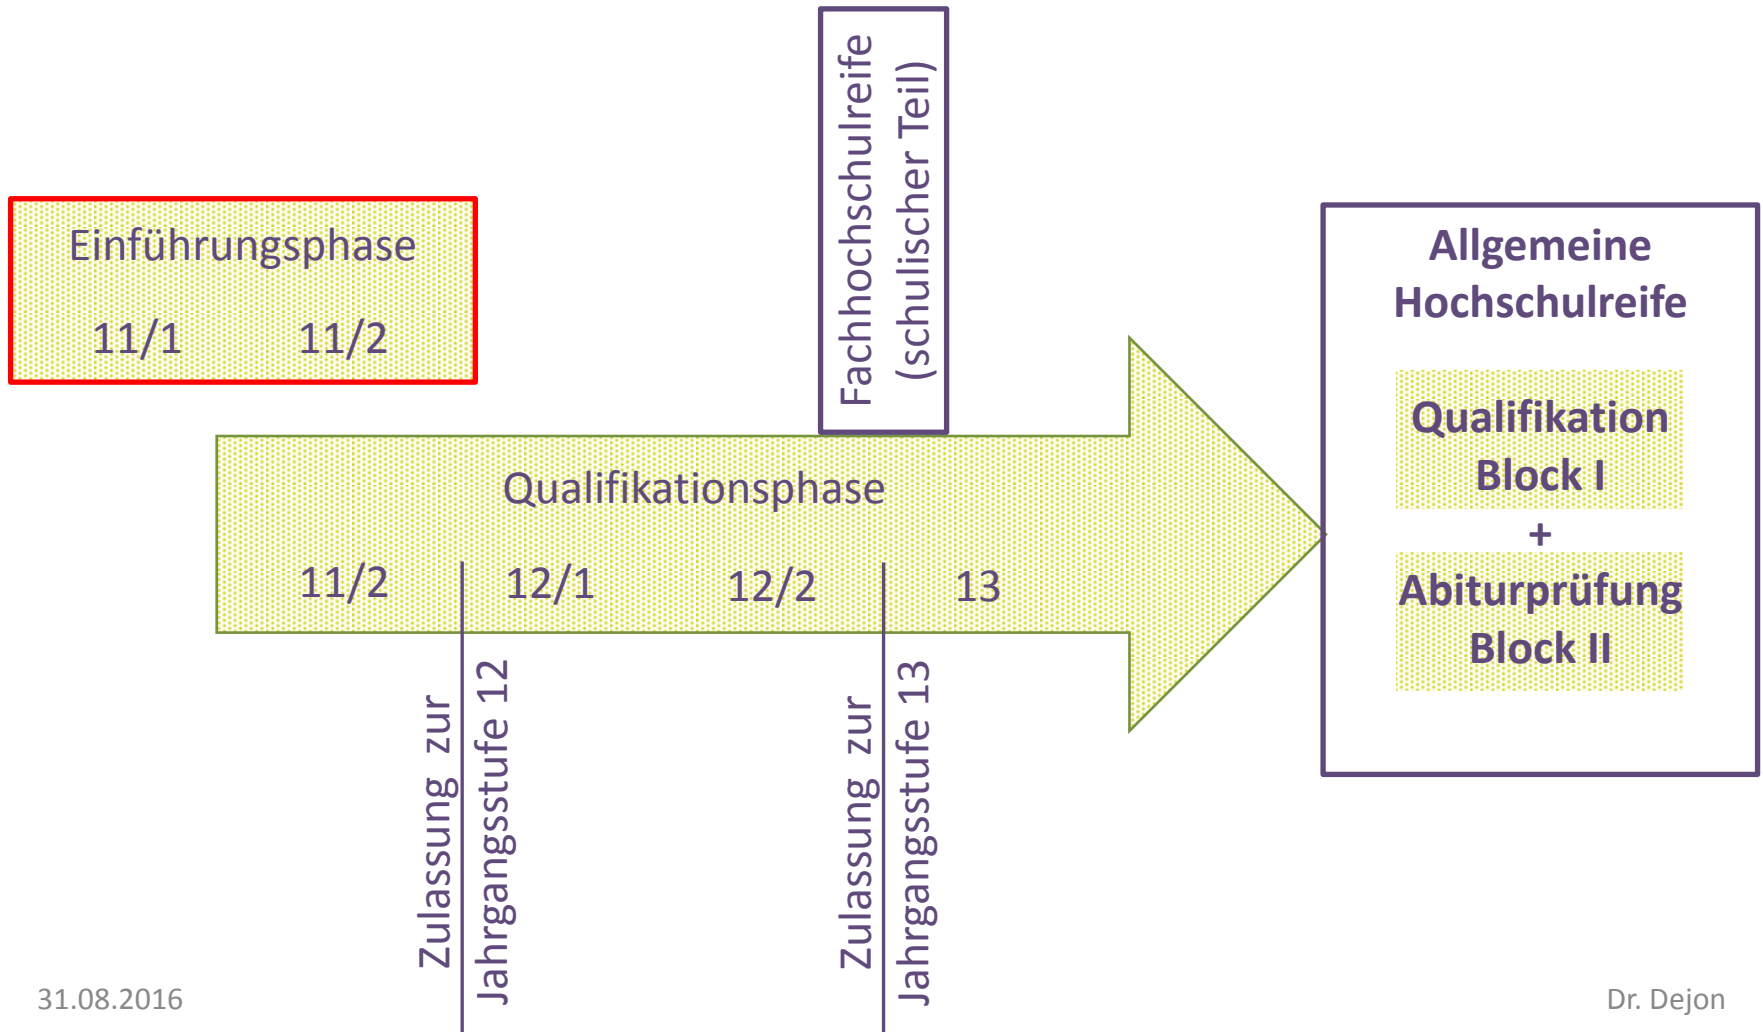 Fachhochschulreife
(schulischer Teil)
Einführungsphase
11/1 11/2
Qualifikationsphase
11/2 12/1 12/2 13
Zulassung zur
Jahrgangsstufe 12
Zulassung zur
Jahrgangsstufe 13
Allgemeine
Hochschulreife
Qualifikation
Block I
+
Abiturprüfung
Block II
31.08.2016
Dr. Dejon